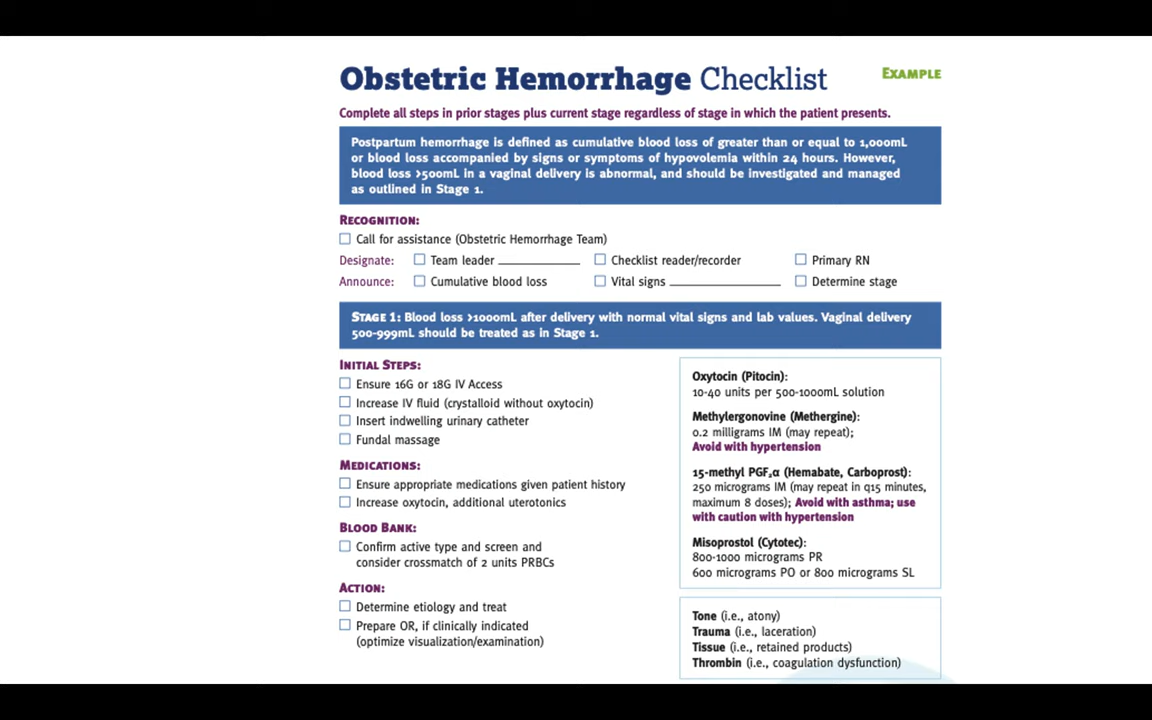 Obstetric Hemorrhage Checklist
EXAMPLE
Complete all steps in prior stages plus current stage regardless of stage in which the patient presents.
Postpartum hemorrhage is defined as cumulative blood loss of greater than or equal to 1,000mL
or blood loss accompanied by signs or symptoms of hypovolemia within 24 hours. However,
blood loss >500mL in a vaginal delivery is abnormal, and should be investigated and managed
as outlined in Stage 1.
RECOGNITION:
Call for assistance (Obstetric Hemorrhage Team)
Designate: Team leader Checklist reader/recorder Primary RN
Announce: Cumulative blood loss Vital signs Determine stage
STAGE 1: Blood loss >1000mL after delivery with normal vital signs and lab values. Vaginal delivery
500-999mL should be treated as in Stage 1.
INITIAL STEPS:
Ensure 16G or 18G IV Access
Increase IV fluid (crystalloid without oxytocin)
Insert indwelling urinary catheter
Fundal massage
MEDICATIONS:
Ensure appropriate medications given patient history
Increase oxytocin, additional uterotonics
BLOOD BANK:
Confirm active type and screen and
consider crossmatch of 2 units PRBCs
ACTION:
Determine etiology and treat
Prepare OR, if clinically indicated
(optimize visualization/examination)
Oxytocin (Pitocin):
10-40 units per 500-1000mL solution
Methylergonovine (Methergine):
0.2 milligrams IM (may repeat);
Avoid with hypertension
15-methyl PGF₂α (Hemabate, Carboprost):
250 micrograms IM (may repeat in q15 minutes,
maximum 8 doses); Avoid with asthma; use
with caution with hypertension
Misoprostol (Cytotec):
800-1000 micrograms PR
600 micrograms PO or 800 micrograms SL
Tone (i.e., atony)
Trauma (i.e., laceration)
Tissue (i.e., retained products)
Thrombin (i.e., coagulation dysfunction)